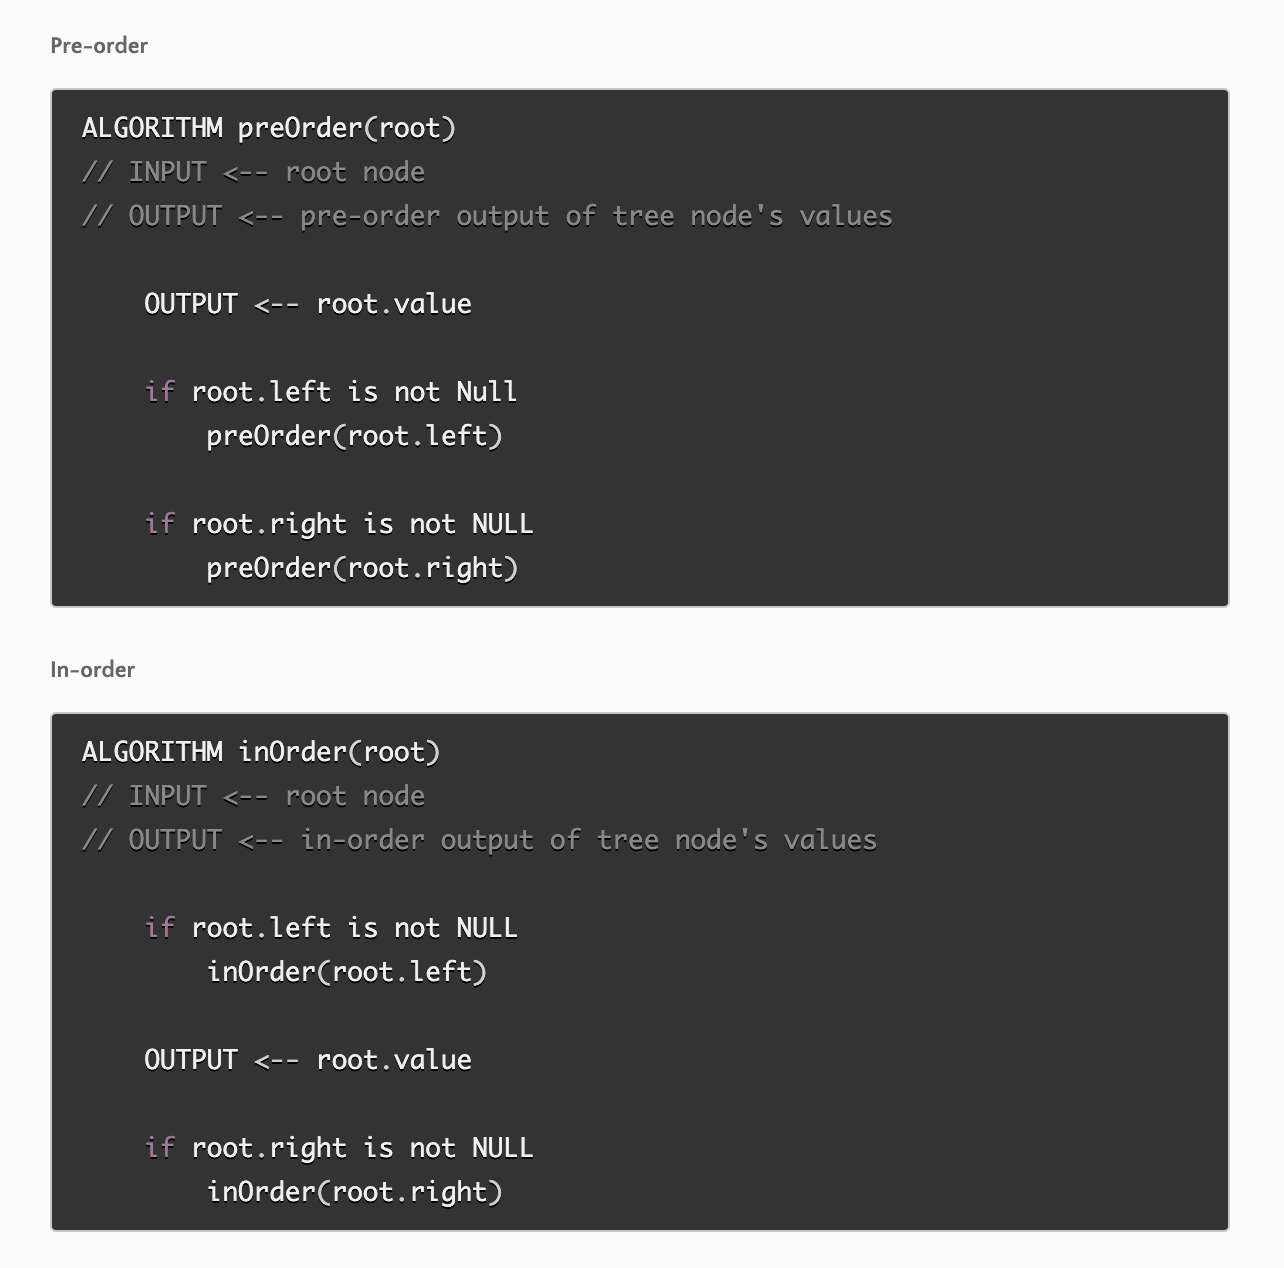 Pre-order
ALGORITHM preOrder(root)
// INPUT <-- root node
// OUTPUT <-- pre-order output of tree node's values
OUTPUT <-- root.value
if root.left is not Null
preOrder(root.left)
if root.right is not NULL
preOrder(root.right)
In-order
ALGORITHM inOrder(root)
// INPUT <-- root node
// OUTPUT <-- in-order output of tree node's values
if root.left is not NULL
inOrder(root.left)
OUTPUT <-- root.value
if root.right is not NULL
inOrder(root.right)